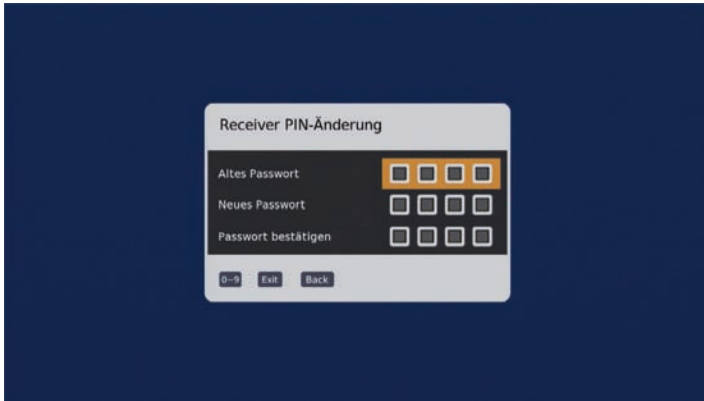 Receiver PIN-Änderung
Altes Passwort
Neues Passwort
Passwort bestätigen
0-9 Exit Back